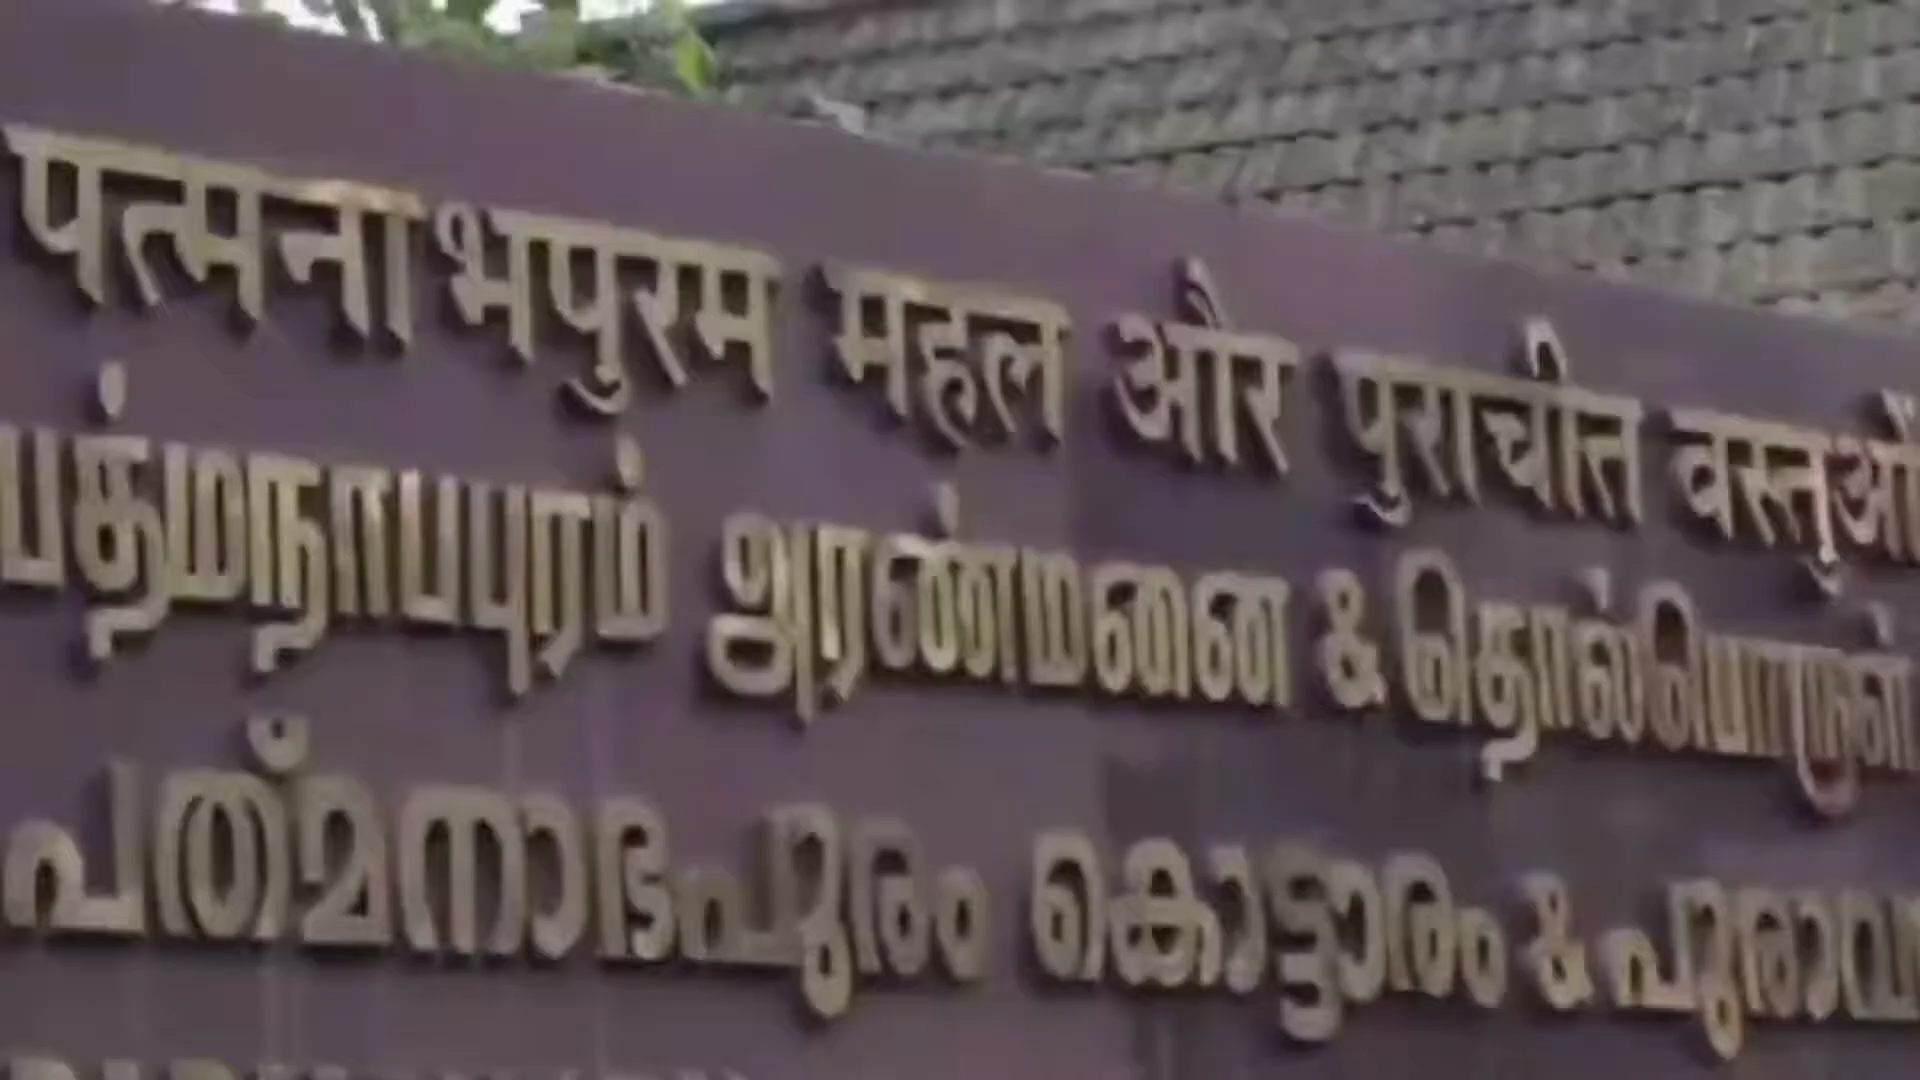 पत्मनाभपुरम महल और पुराचीत वस्तुओं
பத்மநாபபுரம் அரண்மனை & தொல்பொருள்
പത്മനാഭപുരം കൊട്ടാരം &